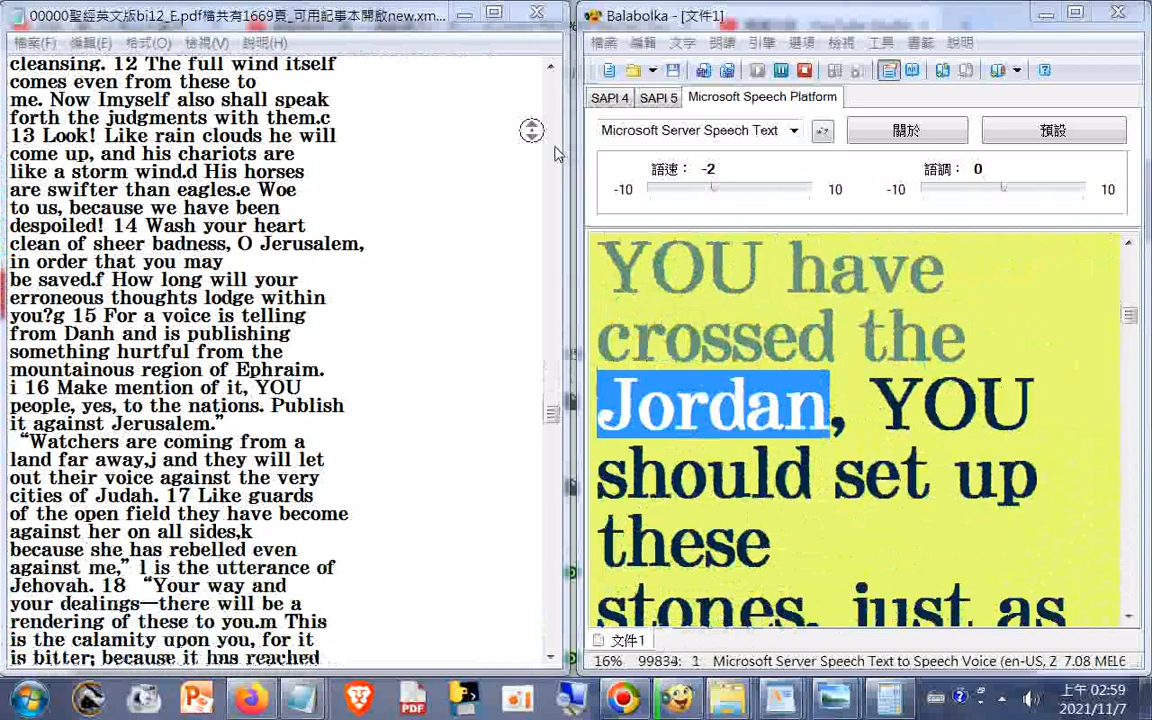 00000聖經英文版bi12_E.pdf檔共有1669頁_可用記事本開啟new.xm...
檔案(F) 編輯(E) 格式(O) 檢視(V) 說明(H)
cleansing. 12 The full wind itself
comes even from these to
me. Now Imyself also shall speak
forth the judgments with them.c
13 Look! Like rain clouds he will
come up, and his chariots are
like a storm wind.d His horses
are swifter than eagles.e Woe
to us, because we have been
despoiled! 14 Wash your heart
clean of sheer badness, O Jerusalem,
in order that you may
be saved.f How long will your
erroneous thoughts lodge within
you?g 15 For a voice is telling
from Danh and is publishing
something hurtful from the
mountainous region of Ephraim.
i 16 Make mention of it, YOU
people, yes, to the nations. Publish
it against Jerusalem.”
“Watchers are coming from a
land far away,j and they will let
out their voice against the very
cities of Judah. 17 Like guards
of the open field they have become
against her on all sides,k
because she has rebelled even
against me,” l is the utterance of
Jehovah. 18 “Your way and
your dealings—there will be a
rendering of these to you.m This
is the calamity upon you, for it
is bitter; because it has reached
Balabolka - [文件1]
檔案 編輯 文字 朗讀 引擎 選項 檢視 工具 書籤 說明
SAPI 4 SAPI 5 Microsoft Speech Platform
Microsoft Server Speech Text 關於 預設
語速： -2 語調： 0
-10 10 -10 10
YOU have
crossed the
Jordan, YOU
should set up
these
stones, just as
文件1
16% 99834: 1 Microsoft Server Speech Text to Speech Voice (en-US, Z 7.08 МБ
PDF 上午 02:59
2021/11/7